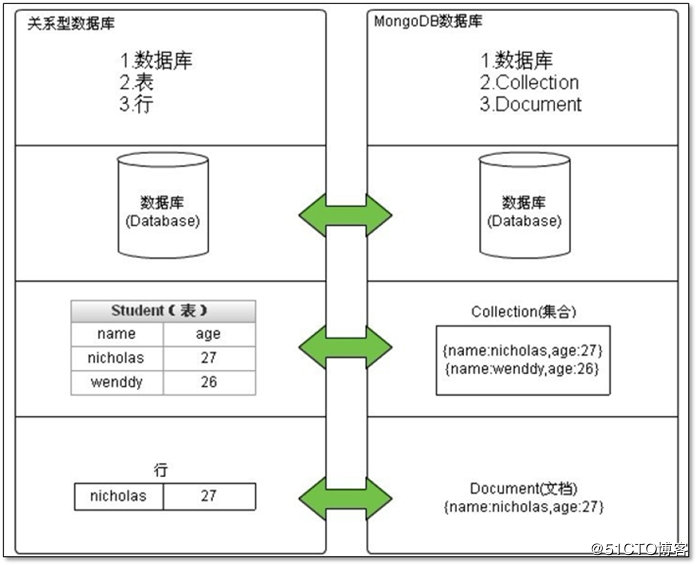 关系型数据库
1.数据库
2.表
3.行
MongoDB数据库
1.数据库
2.Collection
3.Document
数据库
(Database)
数据库
(Database)
Student(表)
name age
nicholas 27
wenddy 26
Collection(集合)
{name:nicholas,age:27}
{name:wenddy,age:26}
行
nicholas 27
Document(文档)
{name:nicholas,age:27}
@51CTO博客